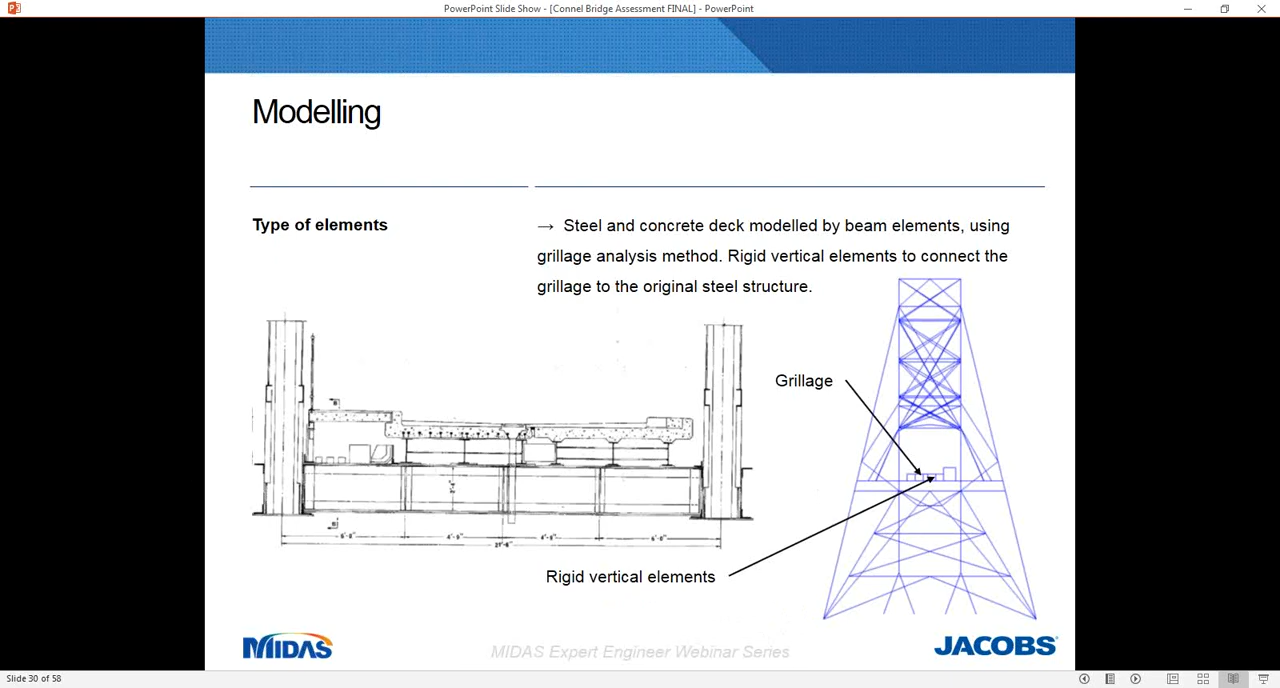 PowerPoint Slide Show - [Connel Bridge Assessment FINAL] - PowerPoint
Modelling
Type of elements
→ Steel and concrete deck modelled by beam elements, using
grillage analysis method. Rigid vertical elements to connect the
grillage to the original steel structure.
Grillage
Rigid vertical elements
MIDAS
MIDAS Expert Engineer Webinar Series
JACOBS
Slide 30 of 58